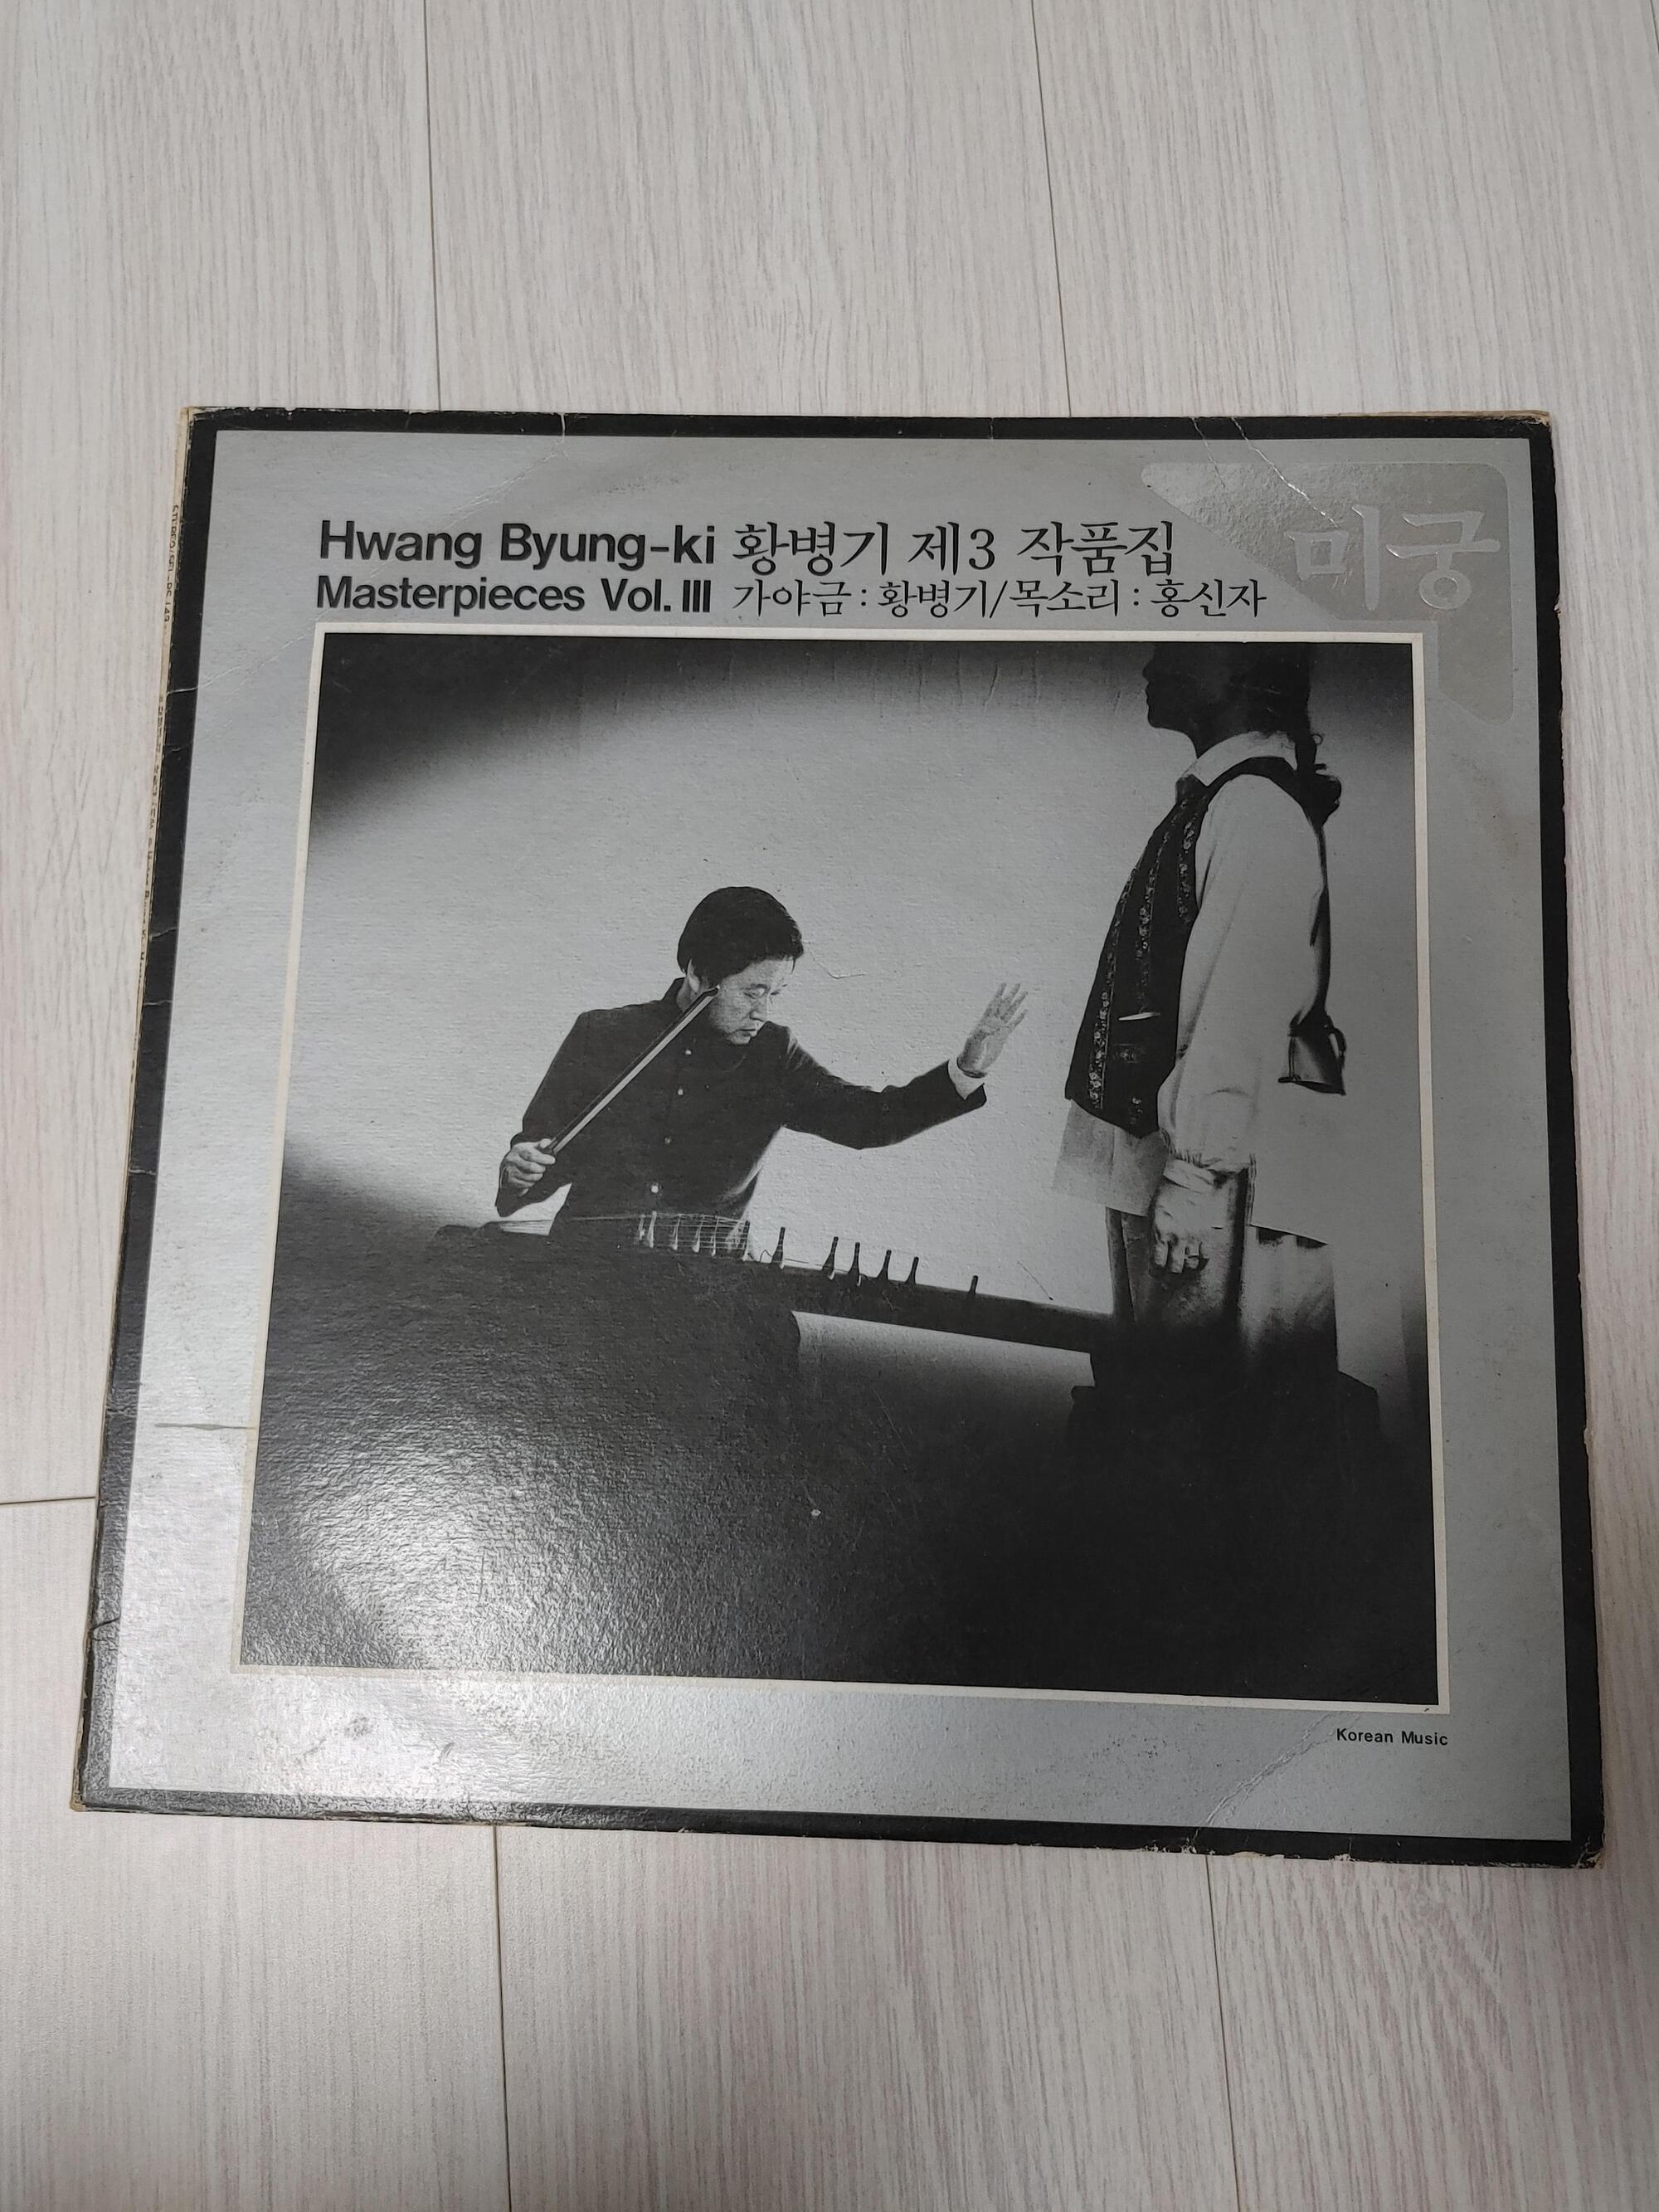 Hwang Byung-ki 황병기 제3 작품집
Masterpieces Vol. III 가야금 : 황병기/목소리 : 홍신자
미궁
Korean Music